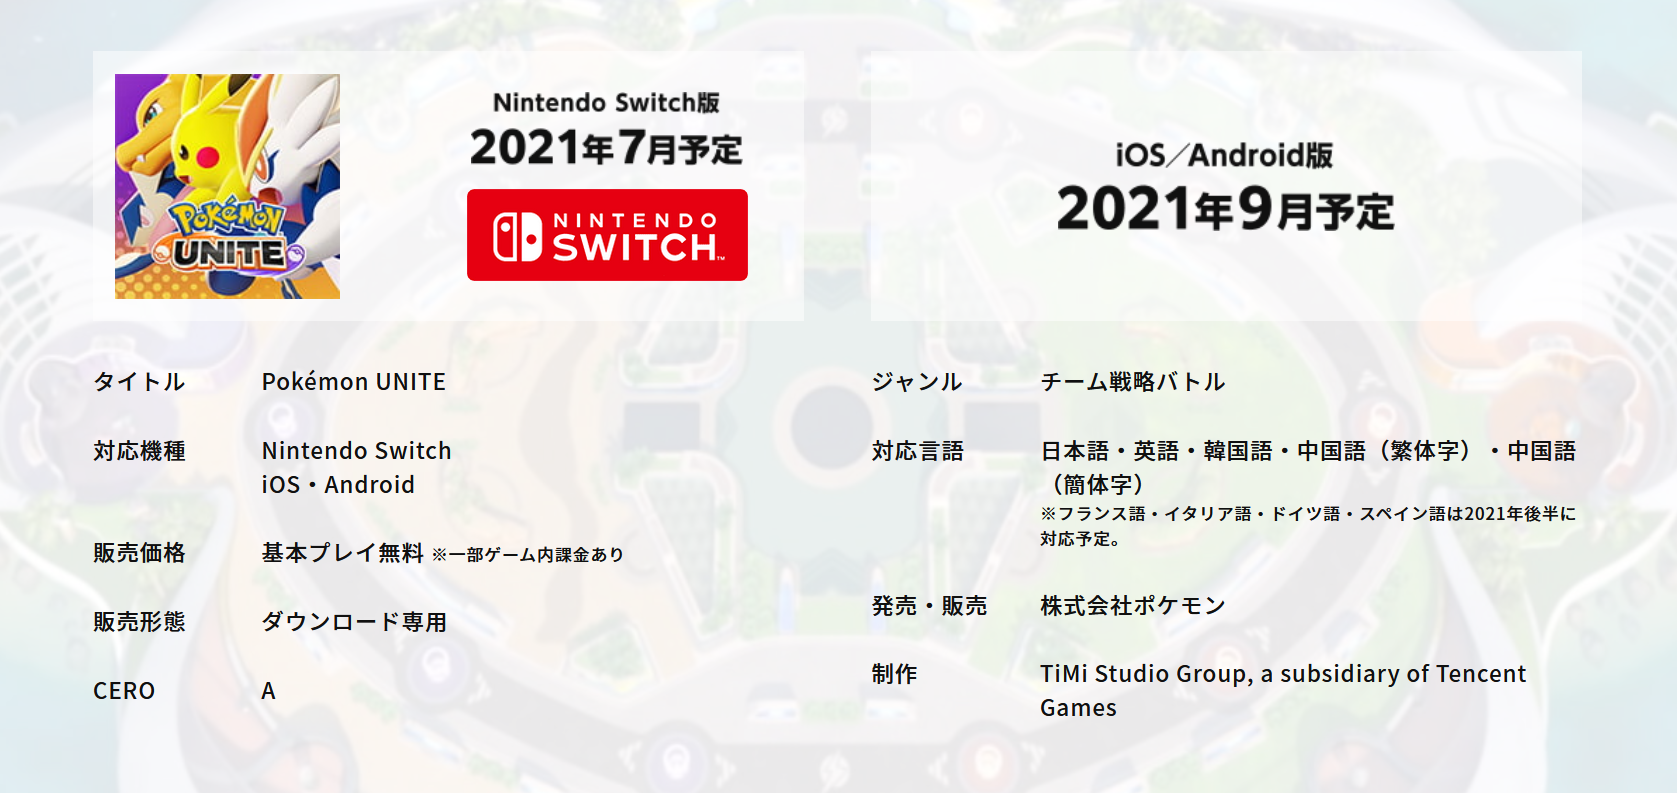 Pokémon
UNITE
Nintendo Switch版
2021年7月予定
NINTENDO
SWITCH™
iOS／Android版
2021年9月予定
タイトル Pokémon UNITE
対応機種 Nintendo Switch
iOS・Android
販売価格 基本プレイ無料 ※一部ゲーム内課金あり
販売形態 ダウンロード専用
CERO A
ジャンル チーム戦略バトル
対応言語 日本語・英語・韓国語・中国語（繁体字）・中国語
（簡体字）
※フランス語・イタリア語・ドイツ語・スペイン語は2021年後半に
対応予定。
発売・販売 株式会社ポケモン
制作 TiMi Studio Group, a subsidiary of Tencent
Games